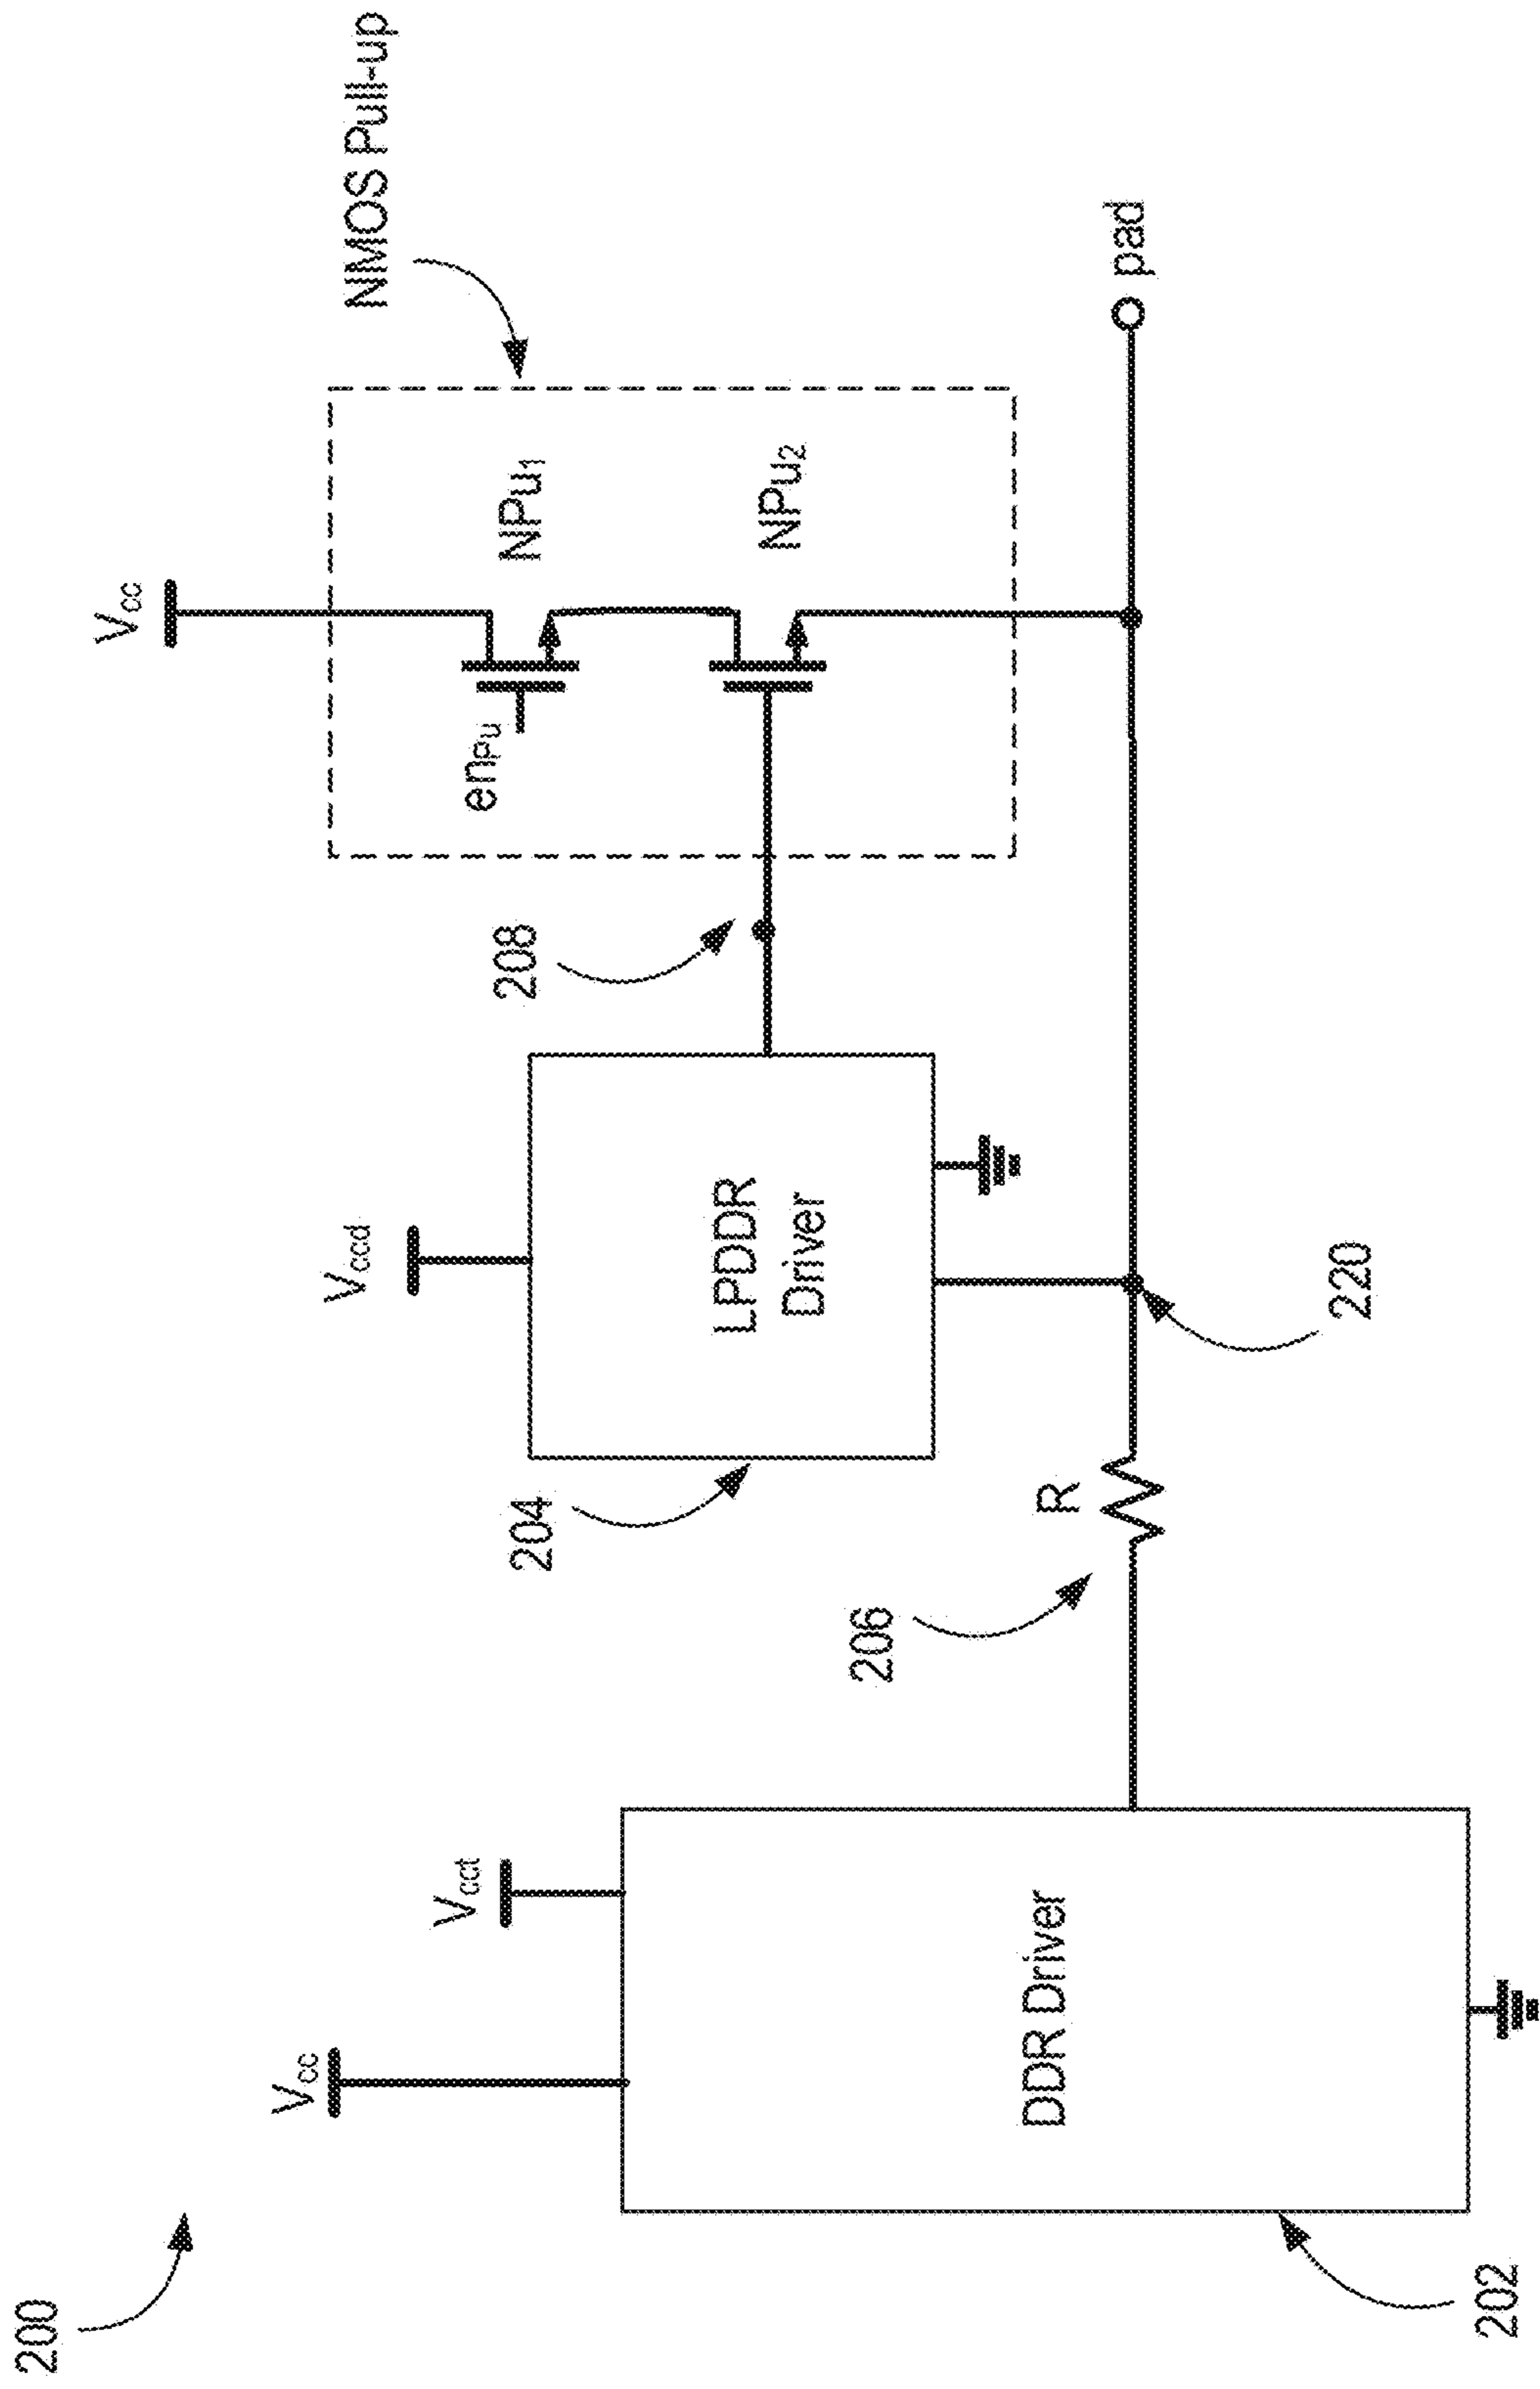 200
Vcc
Vcct
DDR Driver
202
206
R
204
Vccd
LPDDR
Driver
220
208
Vcc
enPu
NPu1
NPu2
NMOS Pull-up
pad